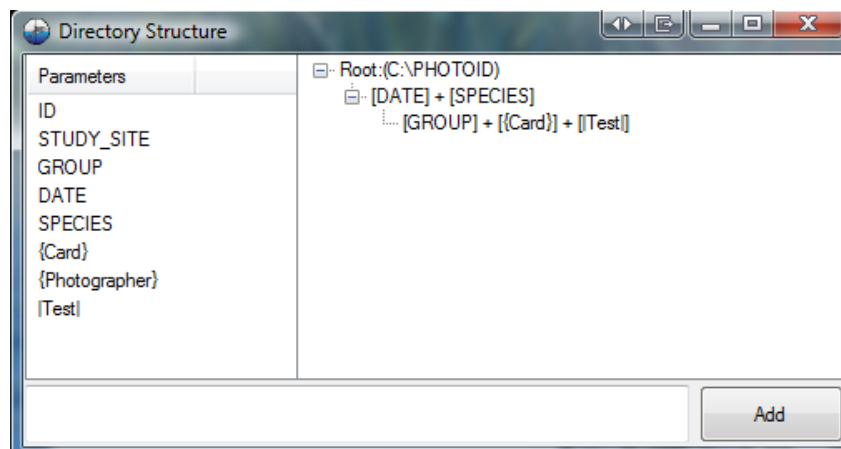 Directory Structure
Parameters
ID
STUDY_SITE
GROUP
DATE
SPECIES
{Card}
{Photographer}
|Test|
Root:(C:\PHOTOID)
[DATE] + [SPECIES]
[GROUP] + [{Card}] + [|Test|]
Add